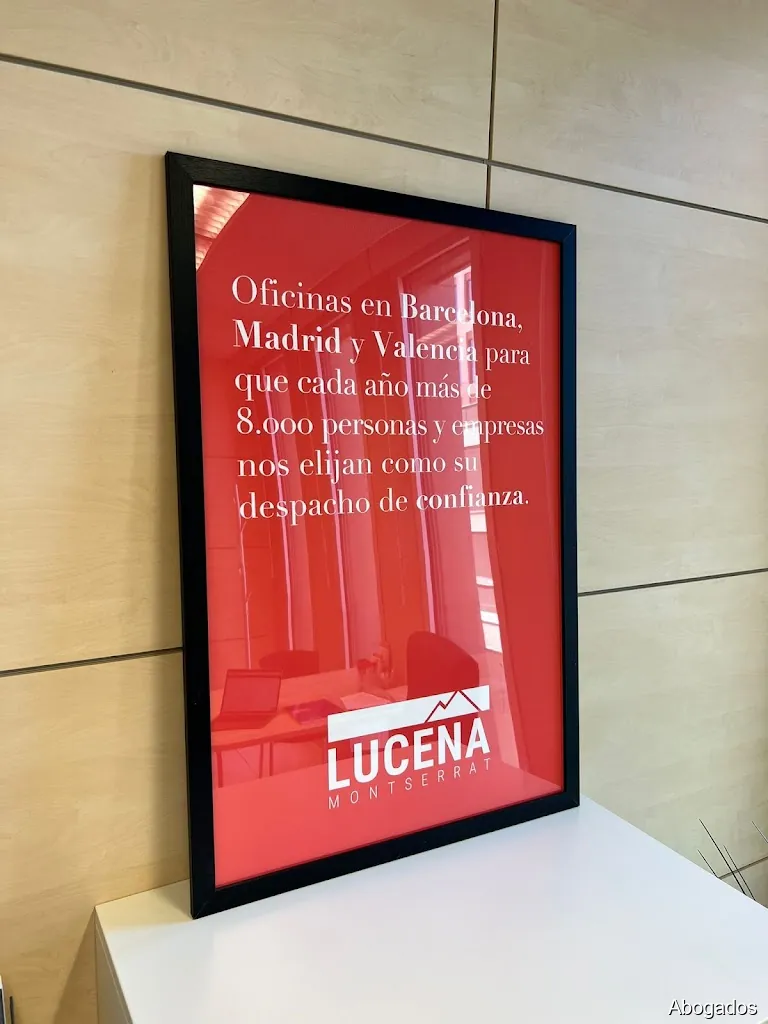 Oficinas en Barcelona,
Madrid y Valencia para
que cada año más de
8.000 personas y empresas
nos elijan como su
despacho de confianza.
LUCENA
MONTSERRAT
Abogados